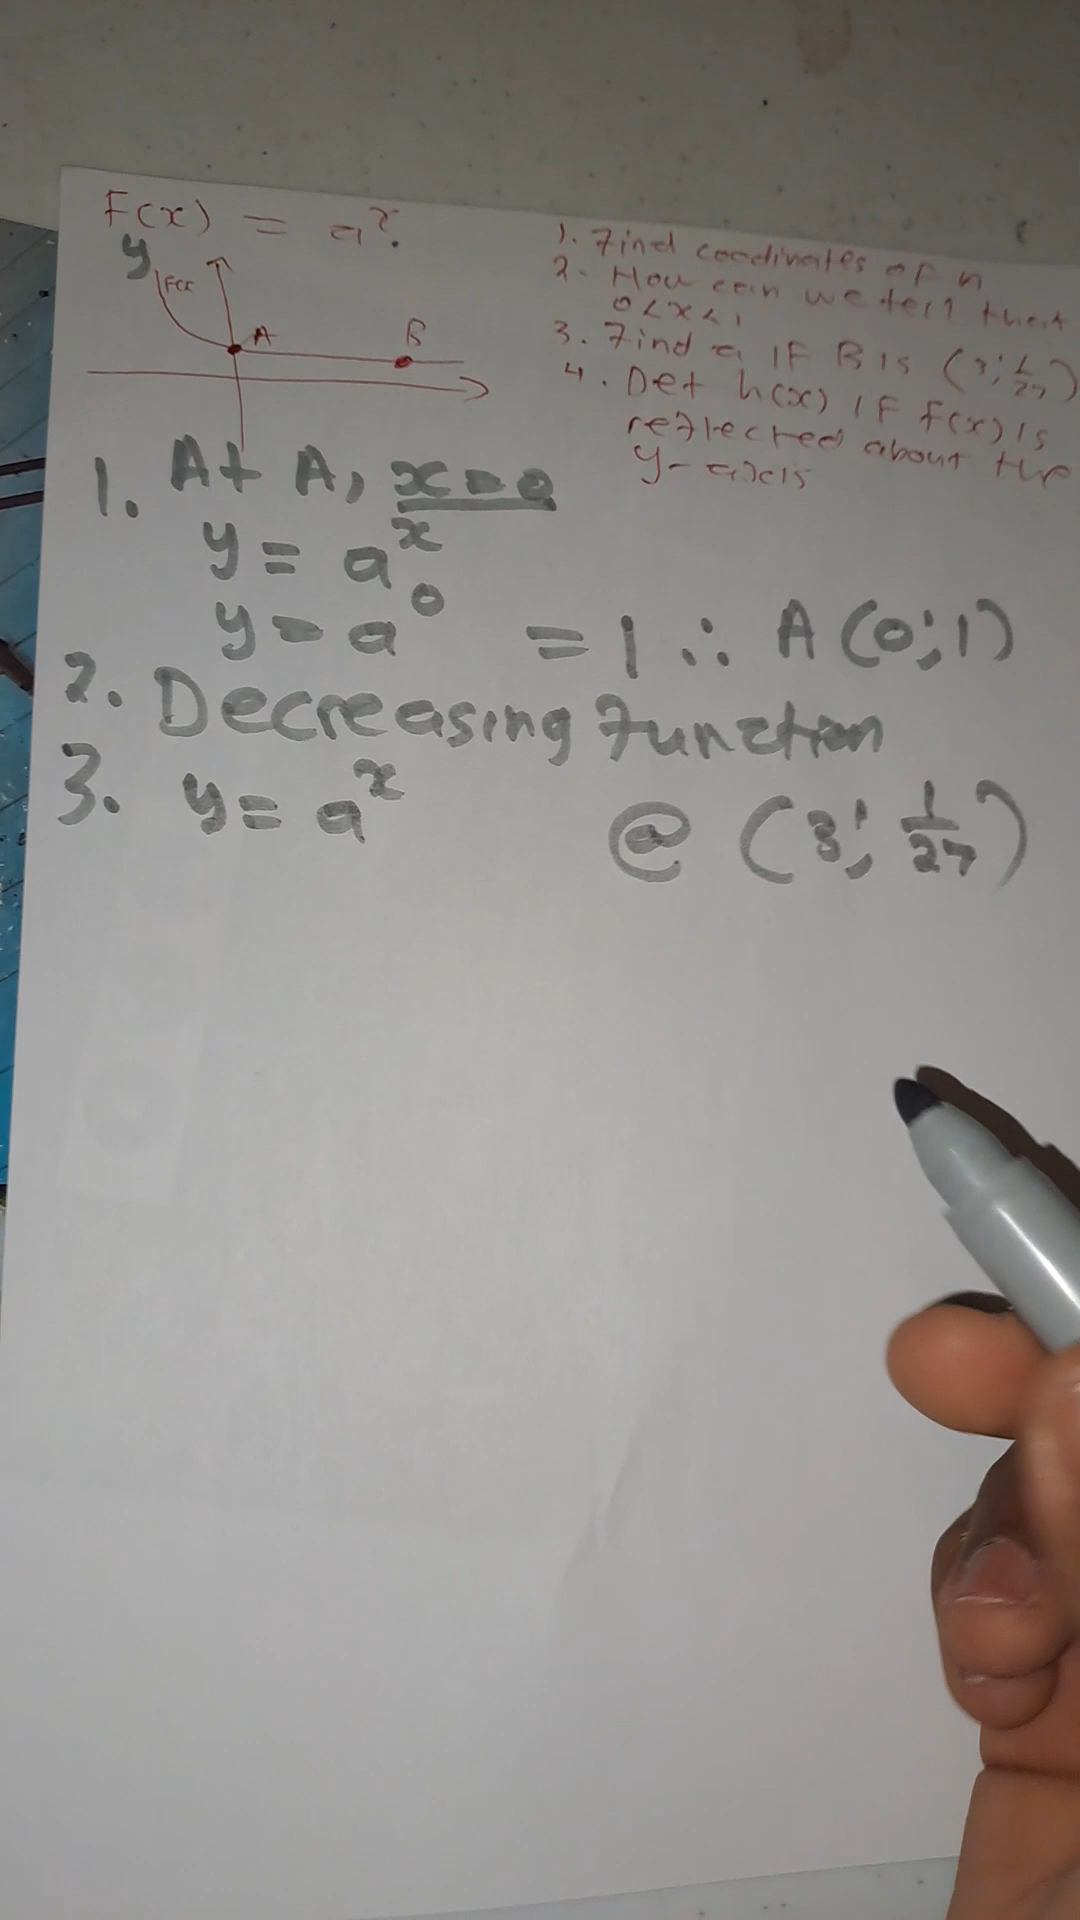 F(x) = a^x.
y
F(x
A
B
1. Find coordinates of A
2. How can we tell that
0<x<1
3. Find a IF B is (3; 1/27)
4. Det h(x) IF f(x) is
reflected about the
y-axis
1. At A, x=0
y = a^x
y = a^0 = 1 ∴ A(0;1)
2. Decreasing function
3. y = a^x @ (3; 1/27)